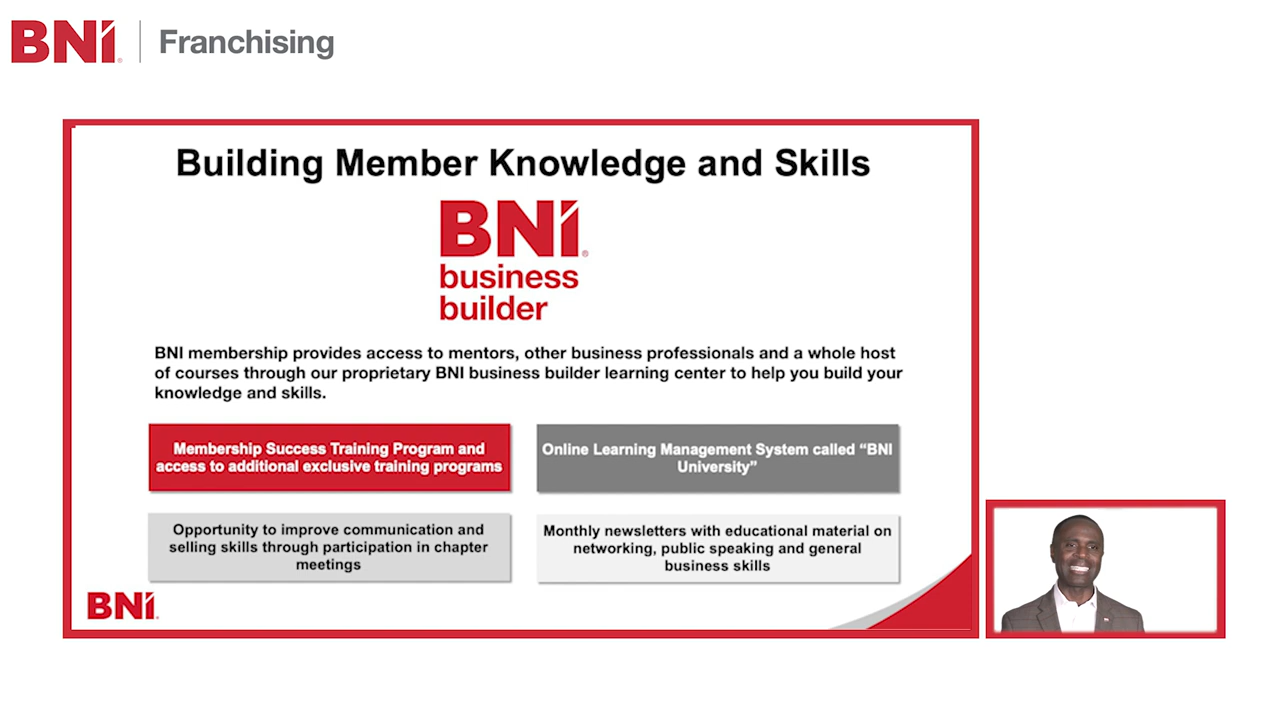 BNI® Franchising
Building Member Knowledge and Skills
BNI®
business
builder
BNI membership provides access to mentors, other business professionals and a whole host
of courses through our proprietary BNI business builder learning center to help you build your
knowledge and skills.
Membership Success Training Program and
access to additional exclusive training programs
Online Learning Management System called “BNI
University”
Opportunity to improve communication and
selling skills through participation in chapter
meetings
Monthly newsletters with educational material on
networking, public speaking and general
business skills
BNI®